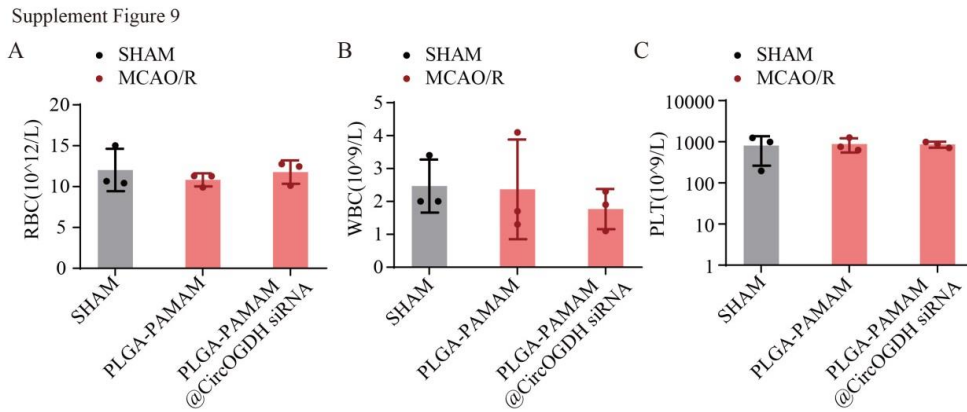 Supplement Figure 9
A
SHAM
MCAO/R
RBC(10^12/L)
20
15
10
5
0
SHAM
PLGA-PAMAM
PLGA-PAMAM
@CircOGDH siRNA
B
SHAM
MCAO/R
WBC(10^9/L)
5
4
3
2
1
0
SHAM
PLGA-PAMAM
PLGA-PAMAM
@CircOGDH siRNA
C
SHAM
MCAO/R
PLT(10^9/L)
10000
1000
100
10
1
SHAM
PLGA-PAMAM
PLGA-PAMAM
@CircOGDH siRNA